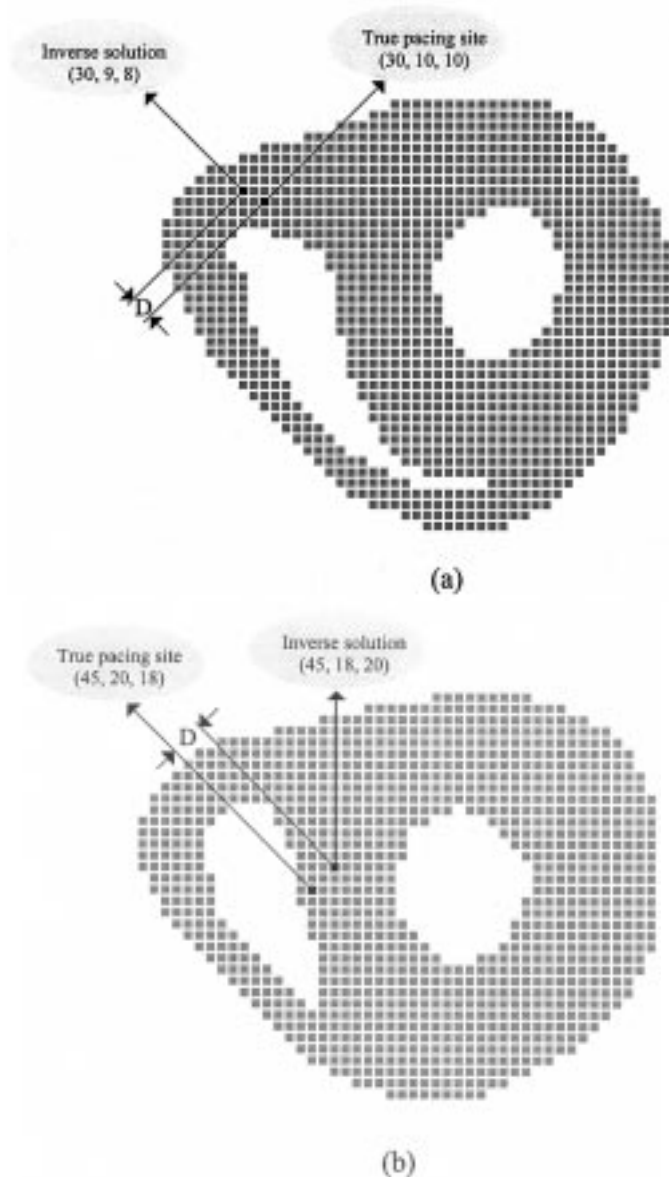 Inverse solution
(30, 9, 8)
True pacing site
(30, 10, 10)
D
(a)
True pacing site
(45, 20, 18)
Inverse solution
(45, 18, 20)
D
(b)